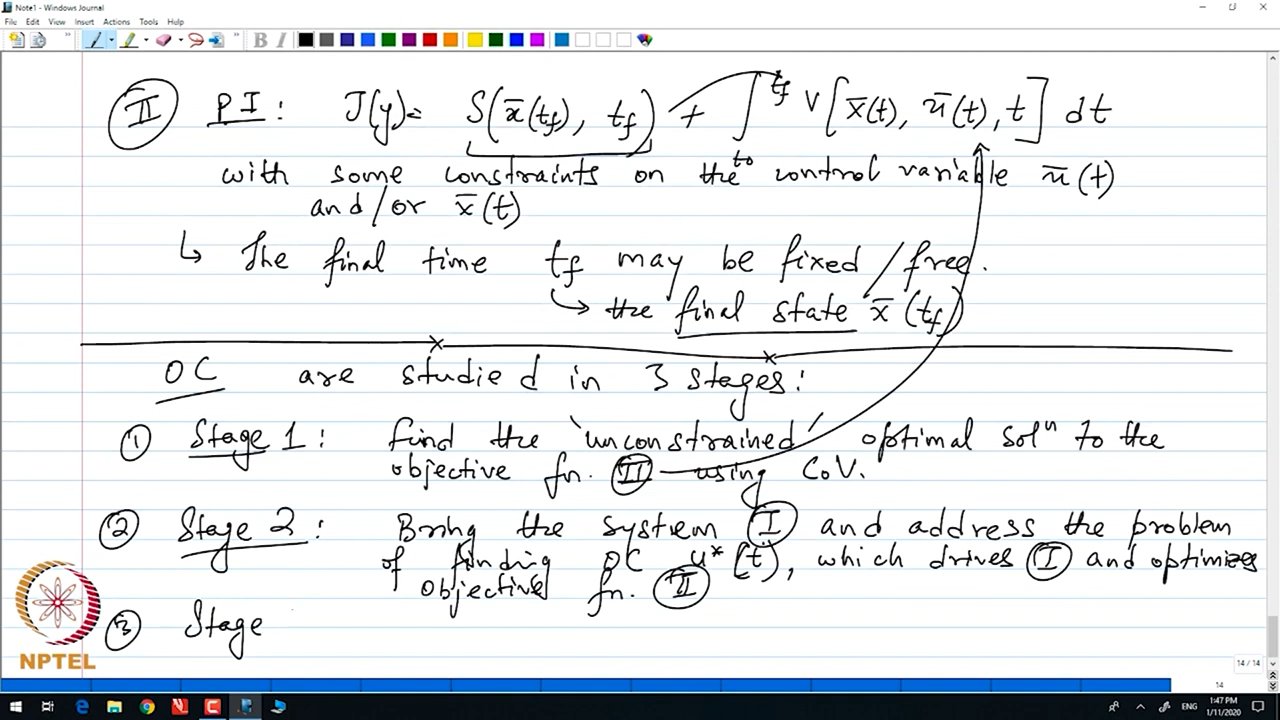 Note1 - Windows Journal
File Edit View Insert Actions Tools Help
B I
II PI : J(y) = S(x̄(tf), tf) + ∫t0^tf V[x̄(t), ū(t), t] dt
with some constraints on the control variable ū(t)
and/or x̄(t)
↳ The final time tf may be fixed/free.
↳ the final state x̄(tf)
OC are studied in 3 stages:
① Stage 1 : find the 'unconstrained' optimal solⁿ to the
objective fn. II using CoV.
② Stage 2 : Bring the system I and address the problem
of finding OC u*(t), which drives I and optimizes
objective fn. II
③ Stage
NPTEL
14 / 14
14
ENG
1:47 PM
1/11/2020